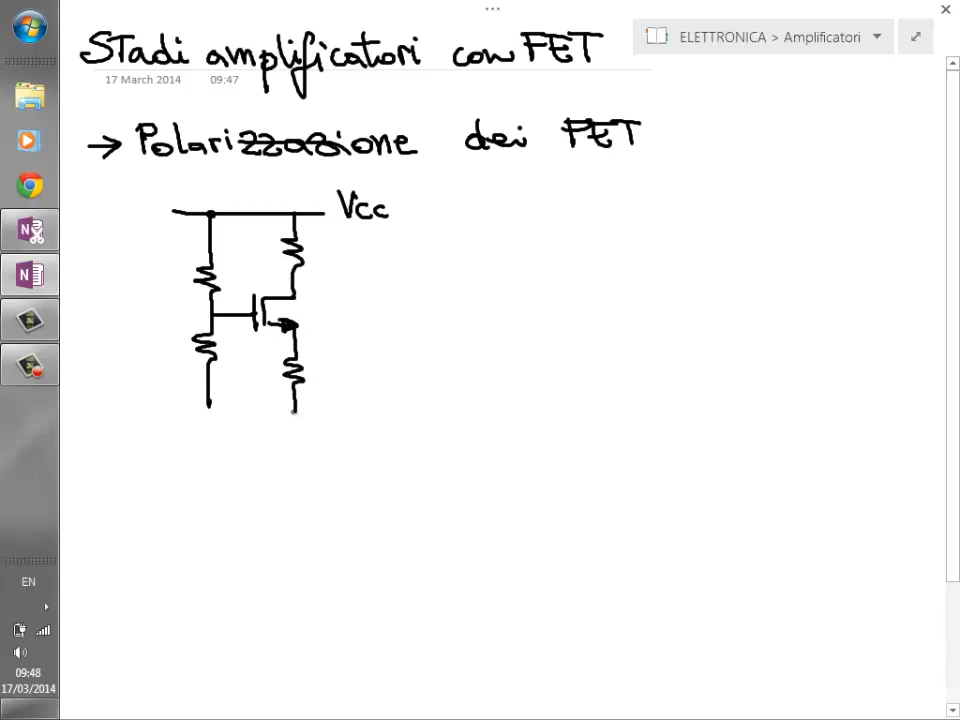 Stadi amplificatori con FET
ELETTRONICA > Amplificatori
17 March 2014 09:47
→ Polarizzazione dei FET
Vcc
N
N
EN
09:48
17/03/2014